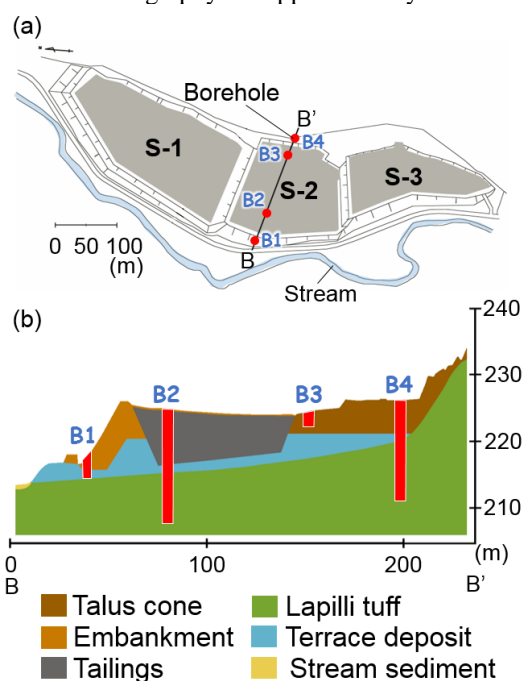 (a)
Borehole
B'
B4
B3
S-1
S-2
S-3
B2
B1
B
0 50 100
(m)
Stream
(b)
240
B2
B3
B4
230
B1
220
210
(m)
0
100
200
B
B'
Talus cone
Lapilli tuff
Embankment
Terrace deposit
Tailings
Stream sediment